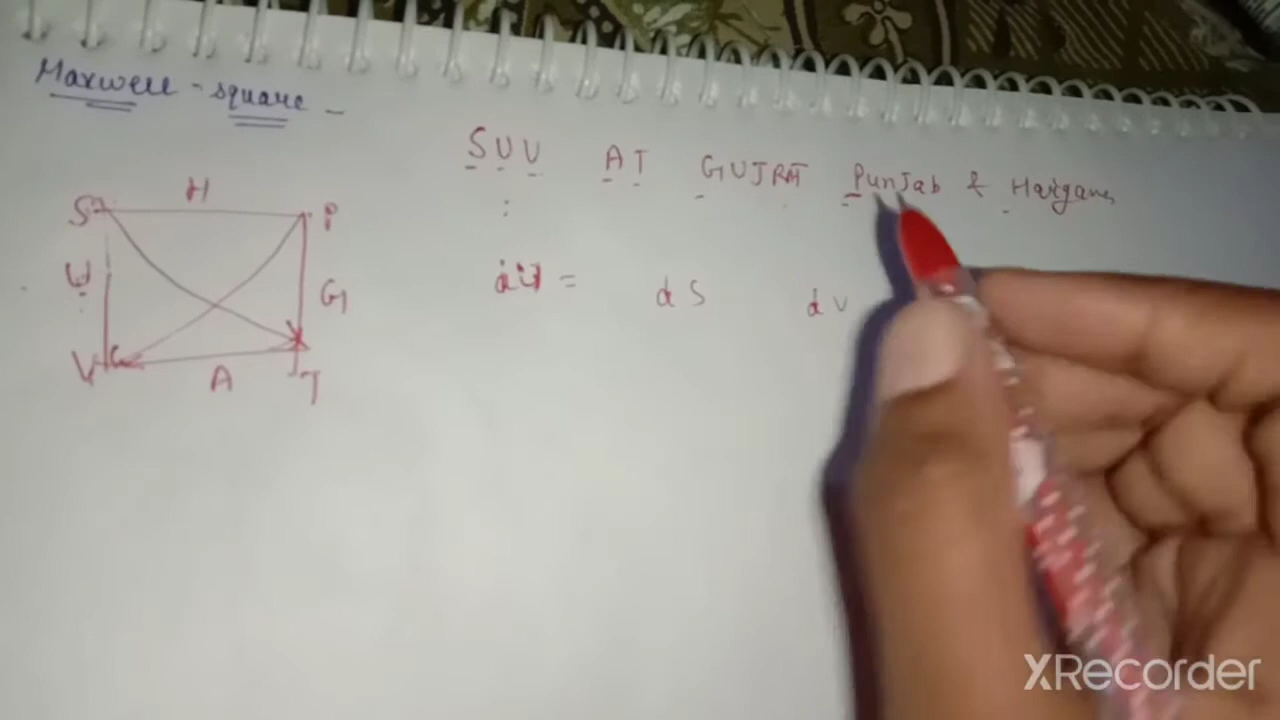 Maxwell - square -
SUV AT GUJRAT Punjab & Haryana
S H P
U G
V A T
dU = dS dV
XRecorder